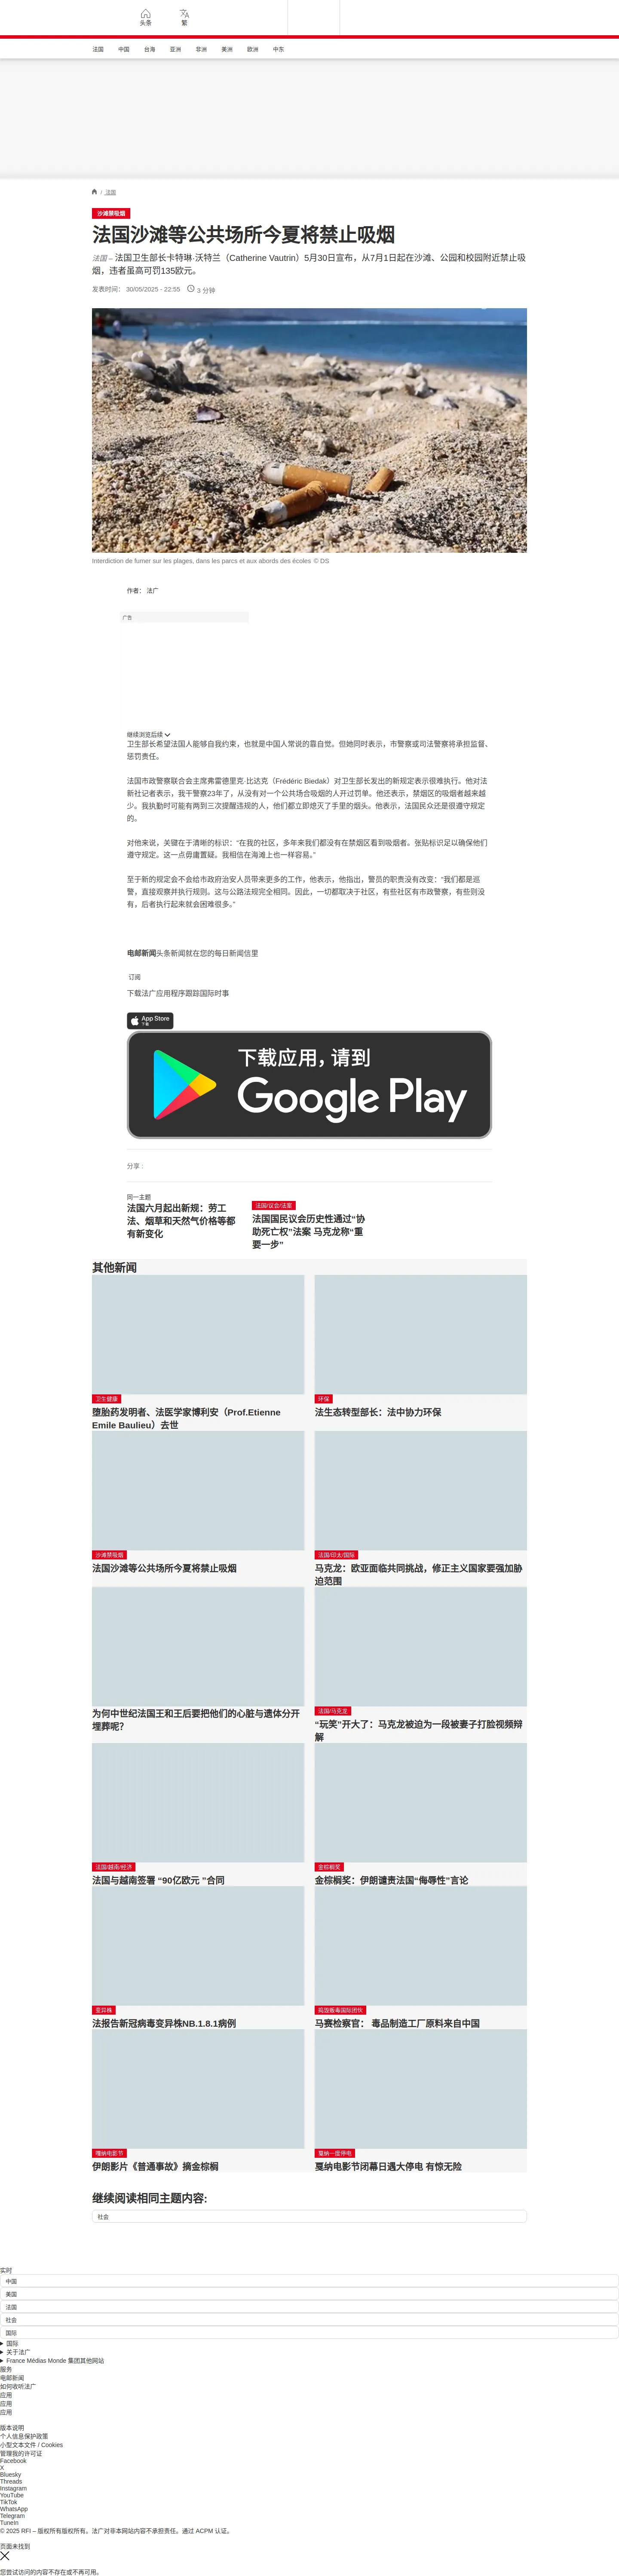 头条
繁
法国
中国
台海
亚洲
非洲
美洲
欧洲
中东
/ 法国
沙滩禁吸烟
法国沙滩等公共场所今夏将禁止吸烟
法国 – 法国卫生部长卡特琳·沃特兰（Catherine Vautrin）5月30日宣布，从7月1日起在沙滩、公园和校园附近禁止吸
烟，违者虽高可罚135欧元。
发表时间： 30/05/2025 - 22:55
3 分钟
Interdiction de fumer sur les plages, dans les parcs et aux abords des écoles © DS
作者： 法广
广告
继续浏览后续
卫生部长希望法国人能够自我约束，也就是中国人常说的靠自觉。但她同时表示，市警察或司法警察将承担监督、
惩罚责任。
法国市政警察联合会主席弗雷德里克·比达克（Frédéric Biedak）对卫生部长发出的新规定表示很难执行。他对法
新社记者表示，我干警察23年了，从没有对一个公共场合吸烟的人开过罚单。他还表示，禁烟区的吸烟者越来越
少。我执勤时可能有两到三次提醒违规的人，他们都立即熄灭了手里的烟头。他表示，法国民众还是很遵守规定
的。
对他来说，关键在于清晰的标识：“在我的社区，多年来我们都没有在禁烟区看到吸烟者。张贴标识足以确保他们
遵守规定。这一点毋庸置疑。我相信在海滩上也一样容易。”
至于新的规定会不会给市政府治安人员带来更多的工作，他表示，他指出，警员的职责没有改变：“我们都是巡
警，直接观察并执行规则。这与公路法规完全相同。因此，一切都取决于社区，有些社区有市政警察，有些则没
有，后者执行起来就会困难很多。”
电邮新闻头条新闻就在您的每日新闻信里
订阅
下载法广应用程序跟踪国际时事
App Store
下载
下载应用，请到
Google Play
分享 :
同一主题
法国六月起出新规：劳工
法、烟草和天然气价格等都
有新变化
法国/议会/法案
法国国民议会历史性通过“协
助死亡权”法案 马克龙称“重
要一步”
其他新闻
卫生健康
堕胎药发明者、法医学家博利安（Prof.Etienne
Emile Baulieu）去世
环保
法生态转型部长：法中协力环保
沙滩禁吸烟
法国沙滩等公共场所今夏将禁止吸烟
法国/印太/国际
马克龙：欧亚面临共同挑战，修正主义国家要强加胁
迫范围
为何中世纪法国王和王后要把他们的心脏与遗体分开
埋葬呢？
法国/马克龙
“玩笑”开大了：马克龙被迫为一段被妻子打脸视频辩
解
法国/越南/经济
法国与越南签署 “90亿欧元 ”合同
金棕榈奖
金棕榈奖：伊朗谴责法国“侮辱性”言论
变异株
法报告新冠病毒变异株NB.1.8.1病例
捣毁贩毒国际团伙
马赛检察官： 毒品制造工厂原料来自中国
嘎纳电影节
伊朗影片《普通事故》摘金棕榈
戛纳一度停电
戛纳电影节闭幕日遇大停电 有惊无险
继续阅读相同主题内容:
社会
实时
中国
美国
法国
社会
国际
国际
关于法广
France Médias Monde 集团其他网站
服务
电邮新闻
如何收听法广
应用
应用
应用
版本说明
个人信息保护政策
小型文本文件 / Cookies
管理我的许可证
Facebook
X
Bluesky
Threads
Instagram
YouTube
TikTok
WhatsApp
Telegram
TuneIn
© 2025 RFI – 版权所有版权所有。法广对非本网站内容不承担责任。通过 ACPM 认证。
页面未找到
您尝试访问的内容不存在或不再可用。